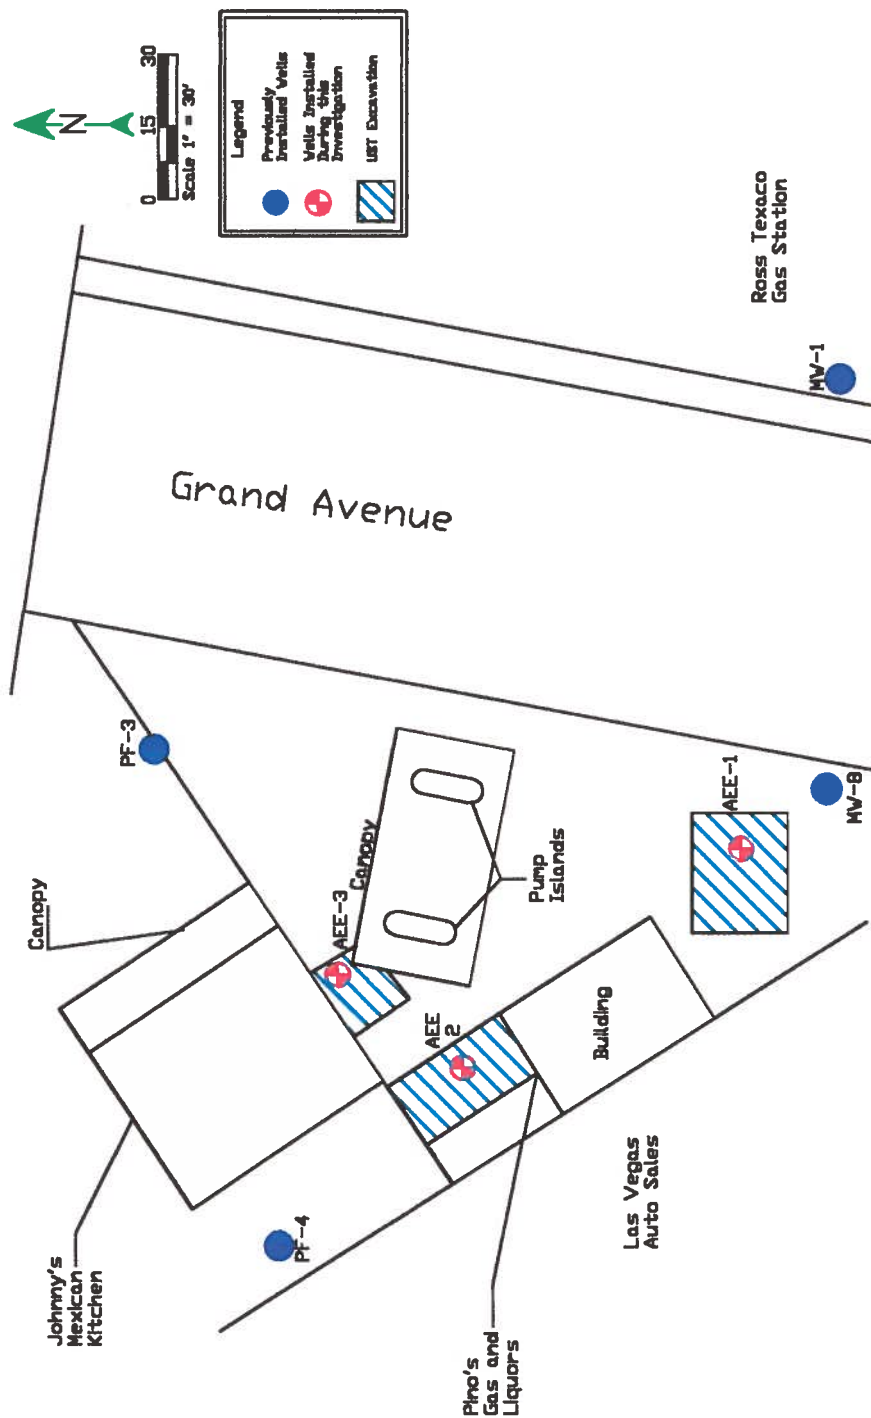 N
0 15 30
Scale 1" = 30'
Legend
Previously
Installed Wells
Wells Installed
During this
Investigation
UST Excavation
Johnny's
Mexican
Kitchen
Canopy
PF-3
PF-4
AEE-3
Canopy
AEE
2
Pump
Islands
Building
Pino's
Gas and
Liquors
Las Vegas
Auto Sales
AEE-1
MW-8
Grand Avenue
MW-1
Ross Texaco
Gas Station